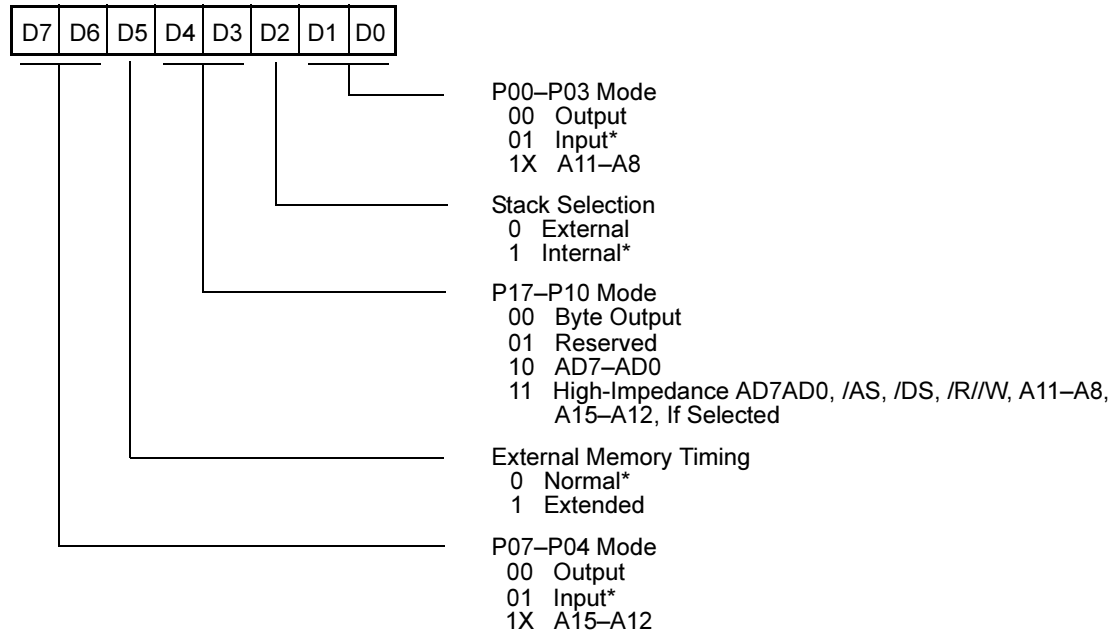 D7 D6 D5 D4 D3 D2 D1 D0
P00–P03 Mode
00 Output
01 Input*
1X A11–A8
Stack Selection
0 External
1 Internal*
P17–P10 Mode
00 Byte Output
01 Reserved
10 AD7–AD0
11 High-Impedance AD7AD0, /AS, /DS, /R//W, A11–A8,
A15–A12, If Selected
External Memory Timing
0 Normal*
1 Extended
P07–P04 Mode
00 Output
01 Input*
1X A15–A12